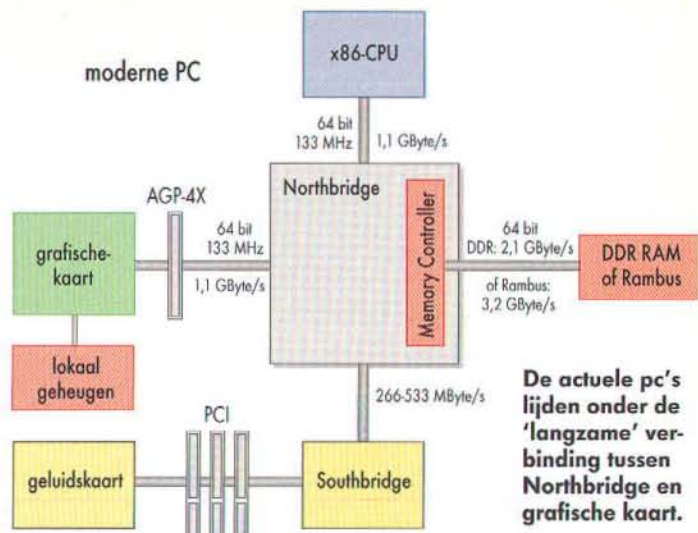 moderne PC
x86-CPU
64 bit
133 MHz
1,1 GByte/s
Northbridge
Memory Controller
AGP-4X
64 bit
133 MHz
1,1 GByte/s
grafische-
kaart
lokaal
geheugen
64 bit
DDR: 2,1 GByte/s
of Rambus:
3,2 GByte/s
DDR RAM
of Rambus
266-533 MByte/s
PCI
geluidskaart
Southbridge
De actuele pc's
lijden onder de
'langzame' ver-
binding tussen
Northbridge en
grafische kaart.